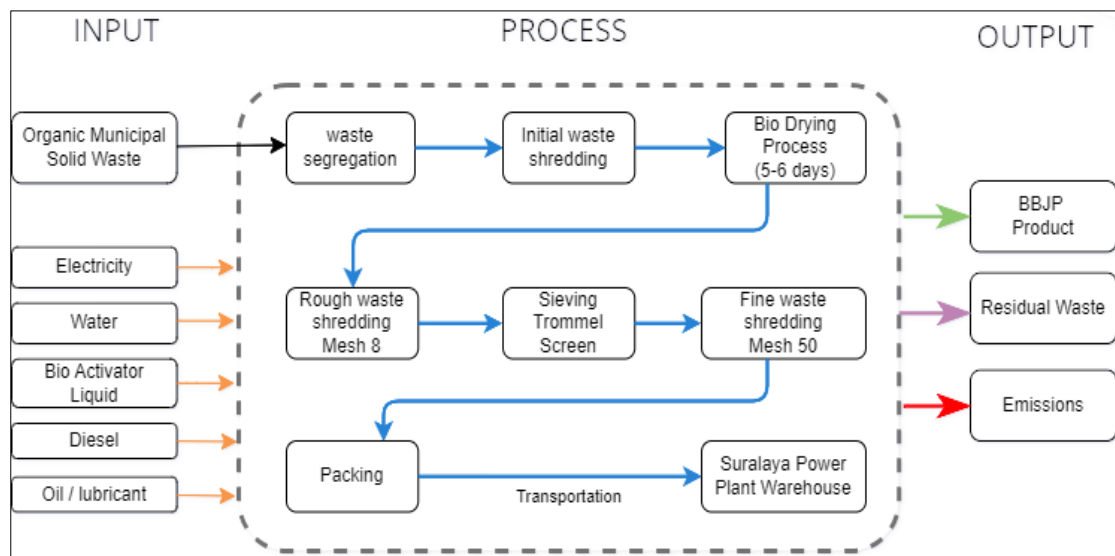 INPUT
PROCESS
OUTPUT
Organic Municipal
Solid Waste
waste
segregation
Initial waste
shredding
Bio Drying
Process
(5-6 days)
BBJP
Product
Electricity
Rough waste
shredding
Mesh 8
Sieving
Trommel
Screen
Fine waste
shredding
Mesh 50
Residual Waste
Water
Bio Activator
Liquid
Emissions
Diesel
Packing
Transportation
Suralaya Power
Plant Warehouse
Oil / lubricant